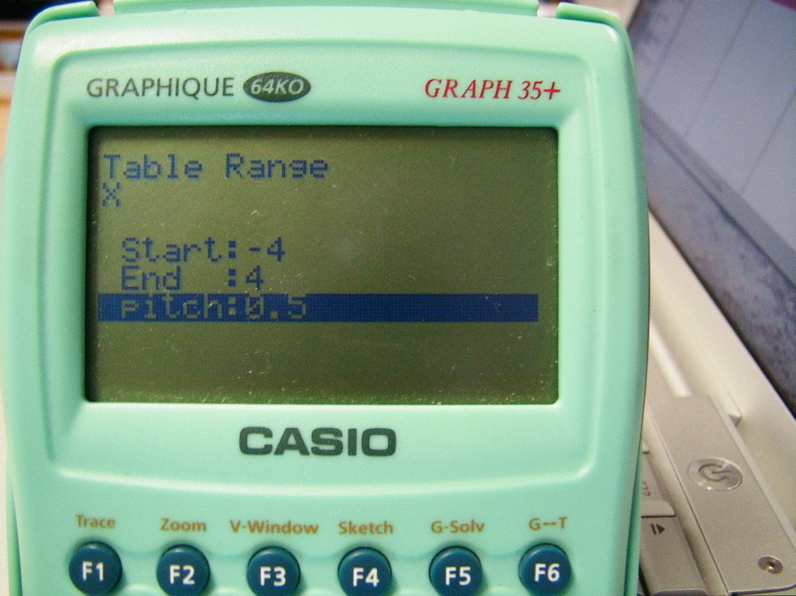 GRAPHIQUE 64KO GRAPH 35+
Table Range
X
Start:-4
End :4
pitch:0.5
CASIO
Trace Zoom V-Window Sketch G-Solv G↔T
F1 F2 F3 F4 F5 F6